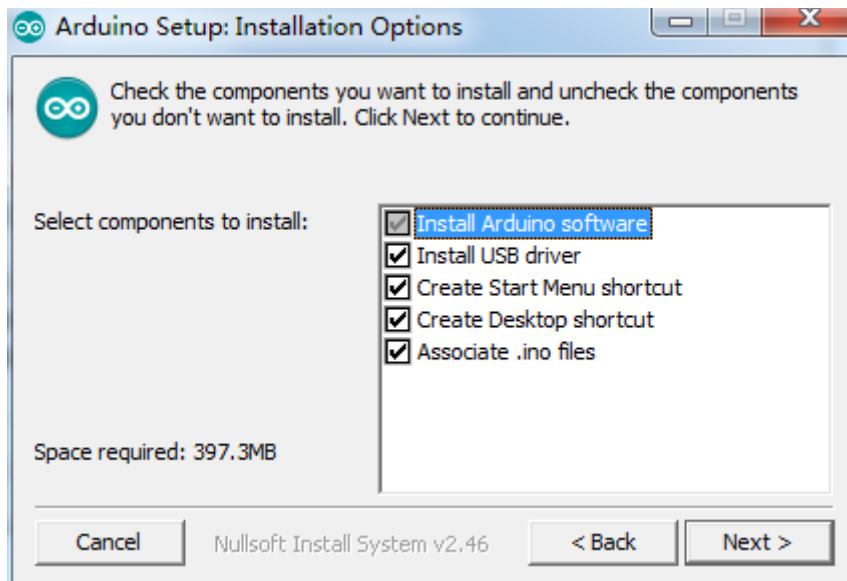 Arduino Setup: Installation Options
Check the components you want to install and uncheck the components
you don't want to install. Click Next to continue.
Select components to install:
Install Arduino software
Install USB driver
Create Start Menu shortcut
Create Desktop shortcut
Associate .ino files
Space required: 397.3MB
Cancel
Nullsoft Install System v2.46
< Back
Next >